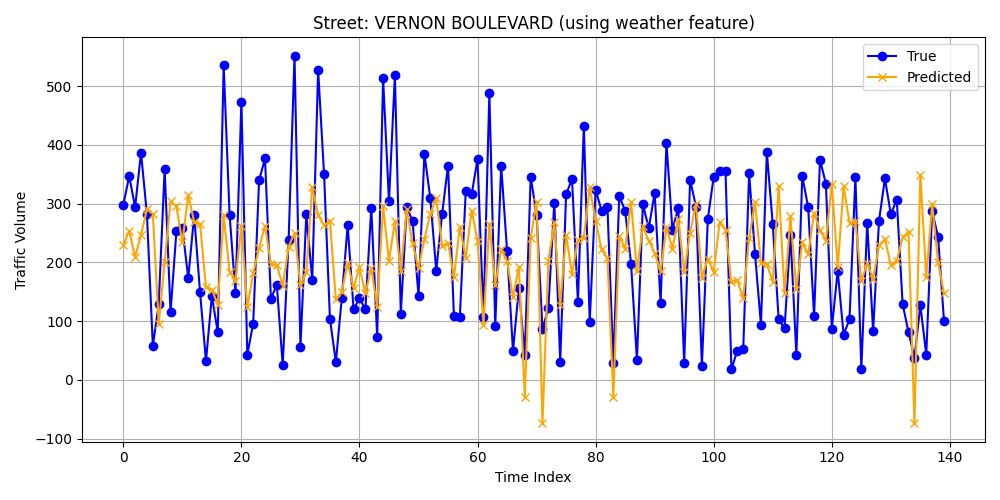 Street: VERNON BOULEVARD (using weather feature)
True
Predicted
Traffic Volume
500
400
300
200
100
0
−100
0 20 40 60 80 100 120 140
Time Index